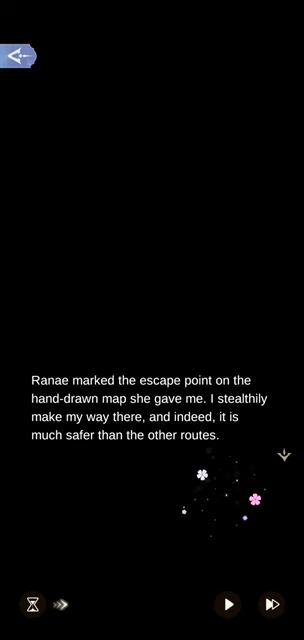 Ranae marked the escape point on the
hand-drawn map she gave me. I stealthily
make my way there, and indeed, it is
much safer than the other routes.